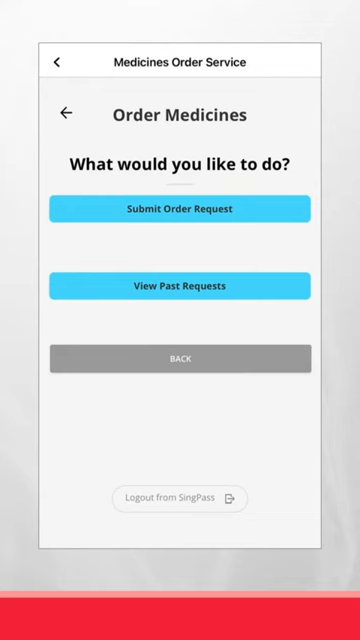 Medicines Order Service
Order Medicines
What would you like to do?
Submit Order Request
View Past Requests
BACK
Logout from SingPass